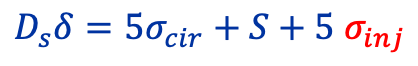 D_s δ = 5σ_cir + S + 5 σ_inj